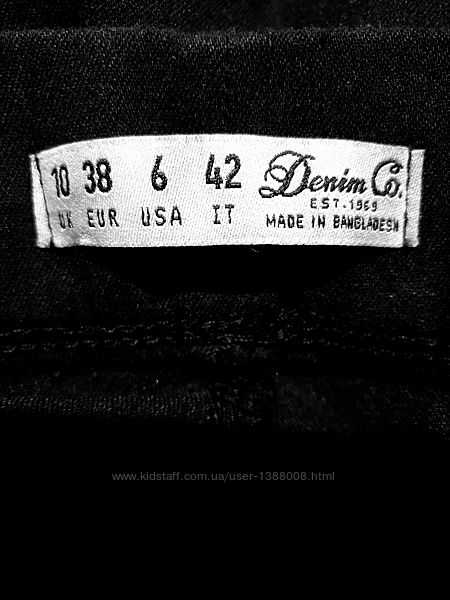 10 38 6 42 Denim Co.
UK EUR USA IT EST.1969
MADE IN BANGLADESH
www.kidstaff.com.ua/user-1388008.html